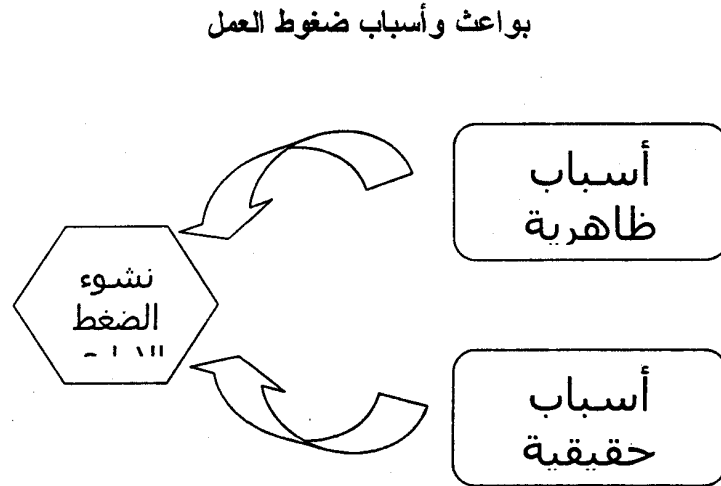 بواعث وأسباب ضغوط العمل
أسباب
ظاهرية
نشوء
الضغط
أسباب
حقيقية